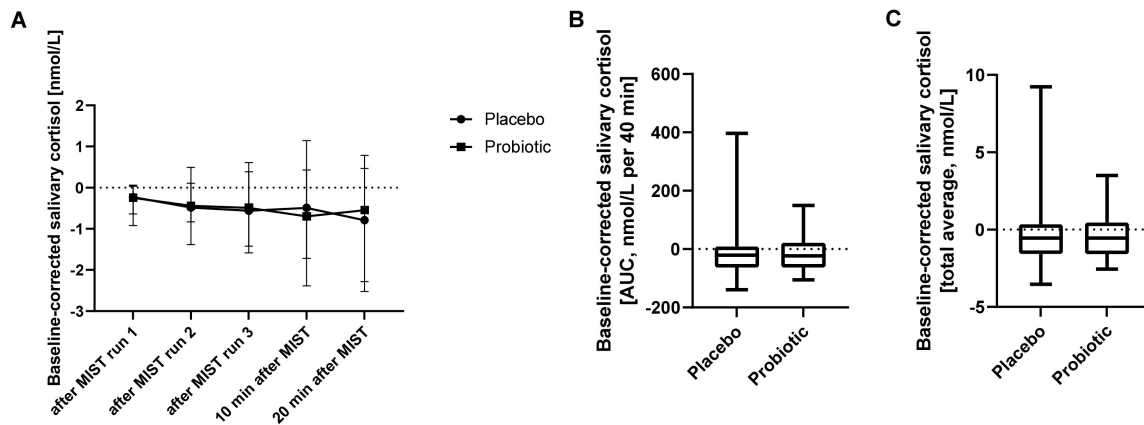 A
Baseline-corrected salivary cortisol [nmol/L]
2
1
0
-1
-2
-3
after MIST run 1
after MIST run 2
after MIST run 3
10 min after MIST
20 min after MIST
Placebo
Probiotic
B
Baseline-corrected salivary cortisol
[AUC, nmol/L per 40 min]
600
400
200
0
-200
Placebo
Probiotic
C
Baseline-corrected salivary cortisol
[total average, nmol/L]
10
5
0
-5
Placebo
Probiotic